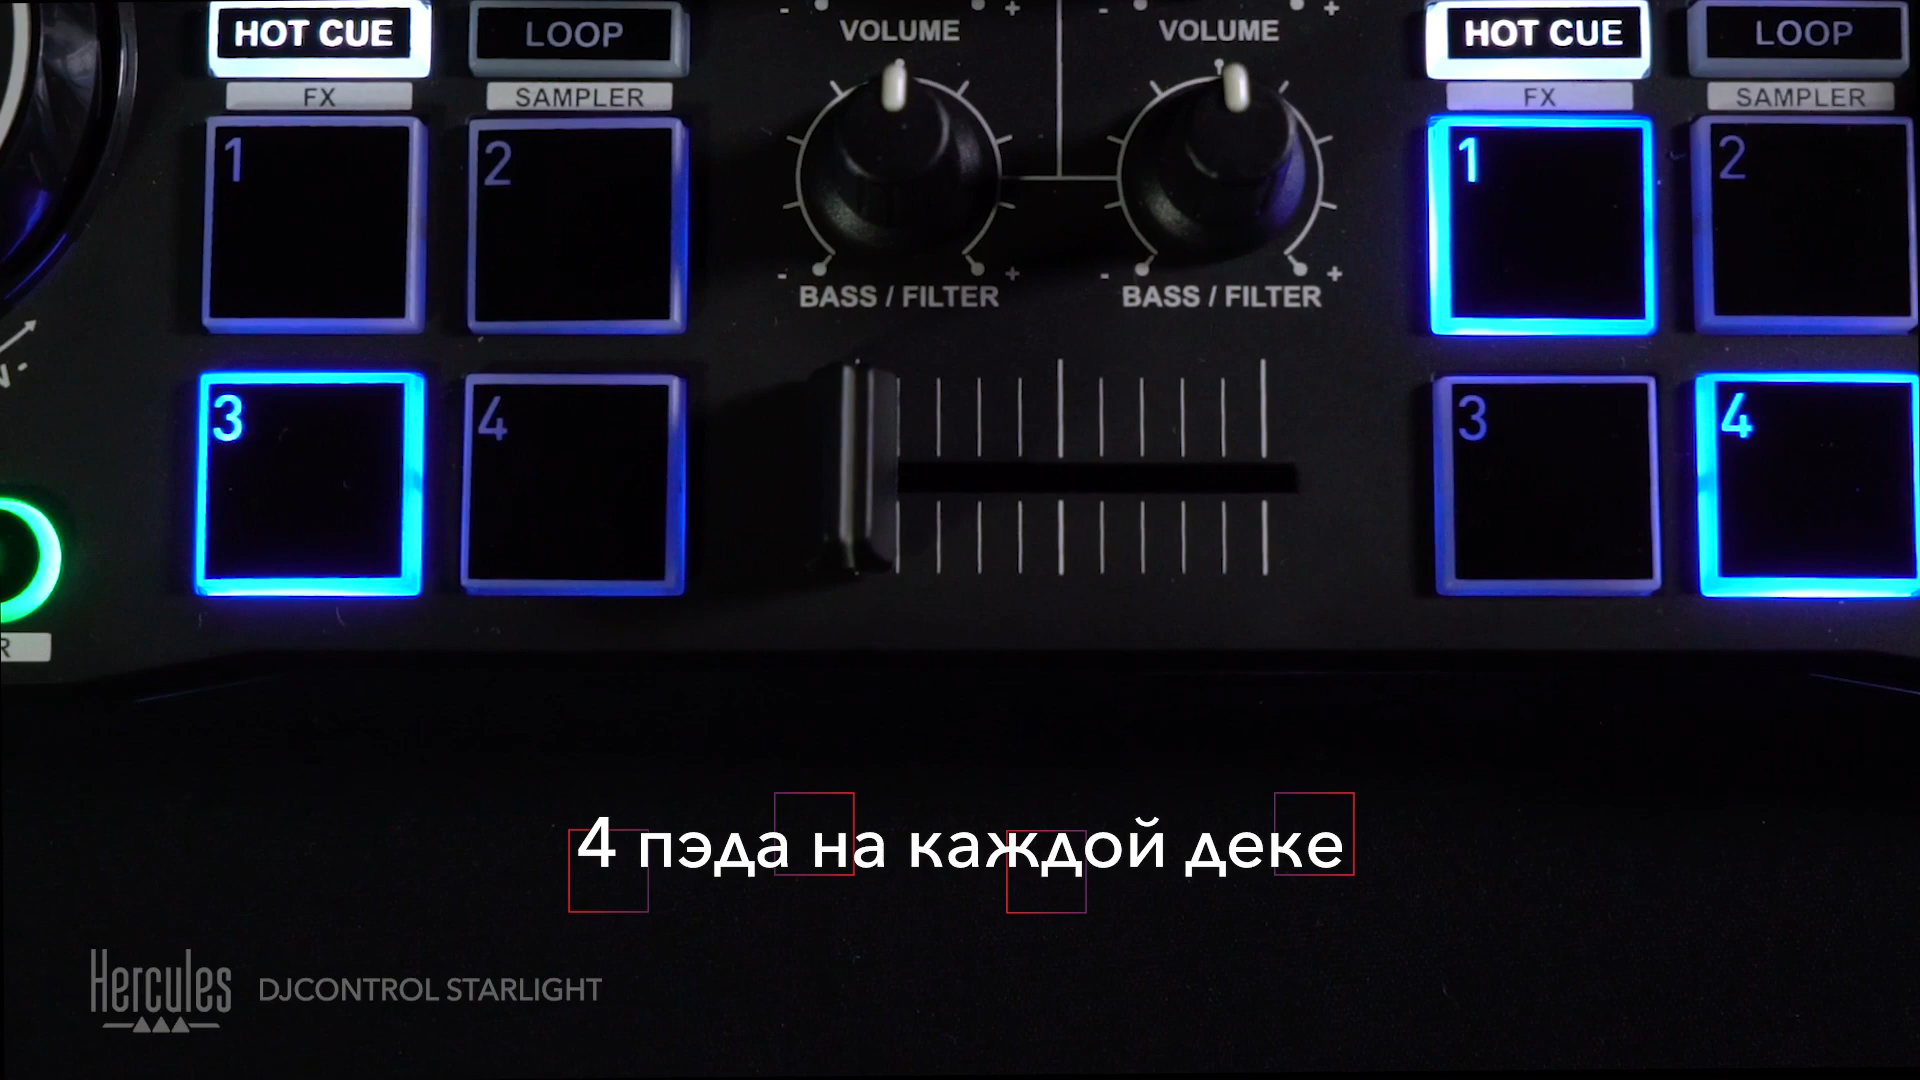 - + - +
VOLUME VOLUME
HOT CUE LOOP HOT CUE LOOP
FX SAMPLER FX SAMPLER
1 2 1 2
- + - +
BASS / FILTER BASS / FILTER
3 4 3 4
4 пэда на каждой деке
Hercules DJCONTROL STARLIGHT